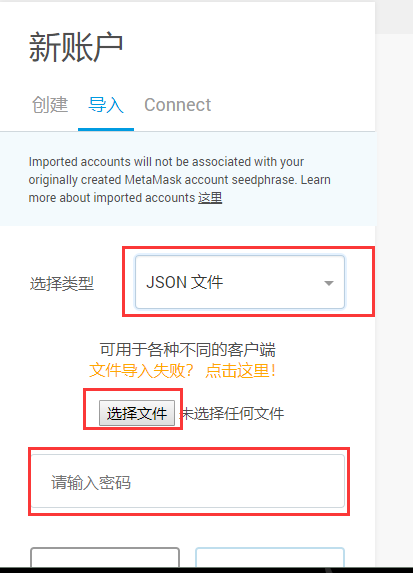 新账户
创建 导入 Connect
Imported accounts will not be associated with your
originally created MetaMask account seedphrase. Learn
more about imported accounts 这里
选择类型 JSON 文件
可用于各种不同的客户端
文件导入失败？ 点击这里！
选择文件 未选择任何文件
请输入密码